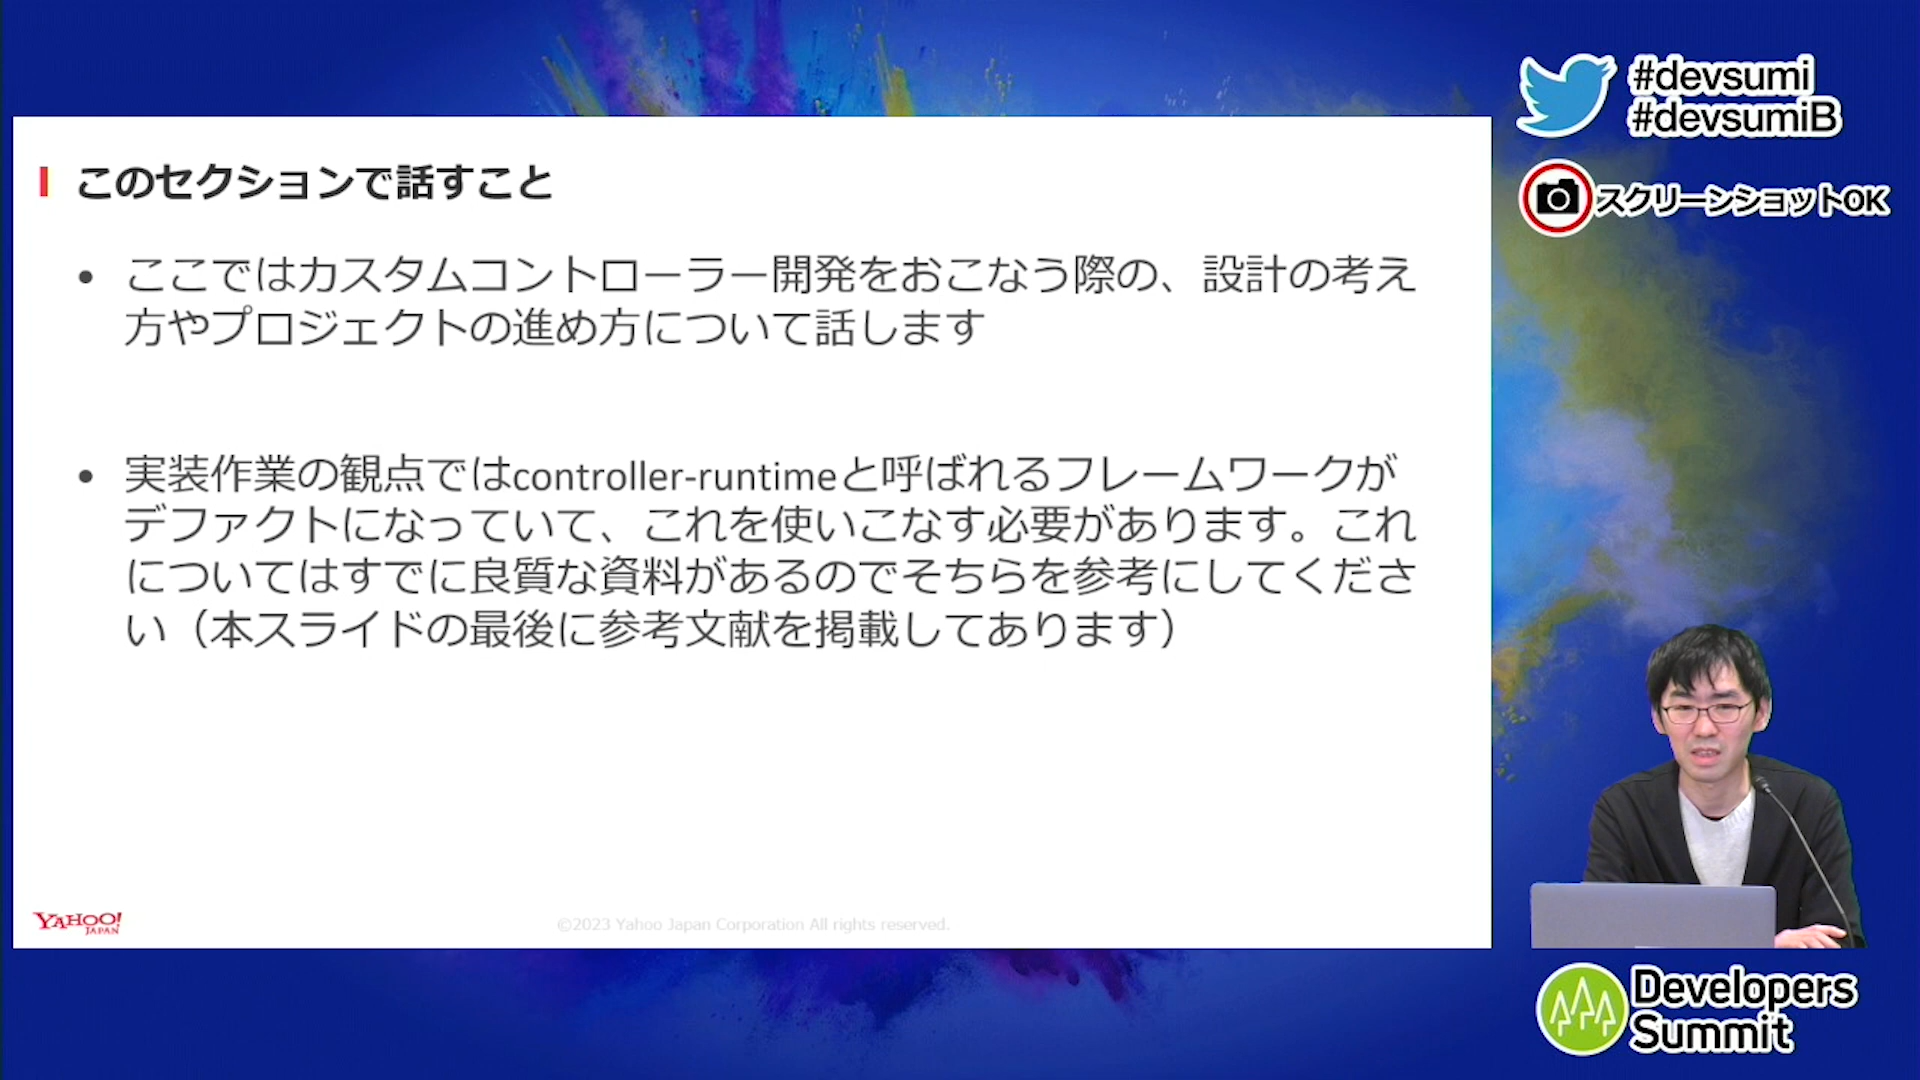 このセクションで話すこと
• ここではカスタムコントローラー開発をおこなう際の、設計の考え
方やプロジェクトの進め方について話します
• 実装作業の観点ではcontroller-runtimeと呼ばれるフレームワークが
デファクトになっていて、これを使いこなす必要があります。これ
についてはすでに良質な資料があるのでそちらを参考にしてくださ
い（本スライドの最後に参考文献を掲載してあります）
YAHOO!
JAPAN
©2023 Yahoo Japan Corporation All rights reserved.
#devsumi
#devsumiB
スクリーンショットOK
Developers
Summit